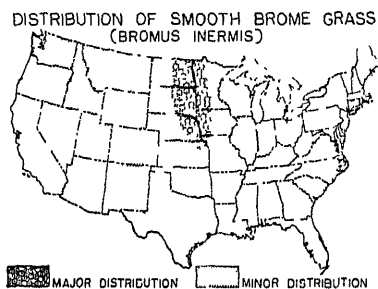 DISTRIBUTION OF SMOOTH BROME GRASS
(BROMUS INERMIS)
MAJOR DISTRIBUTION MINOR DISTRIBUTION